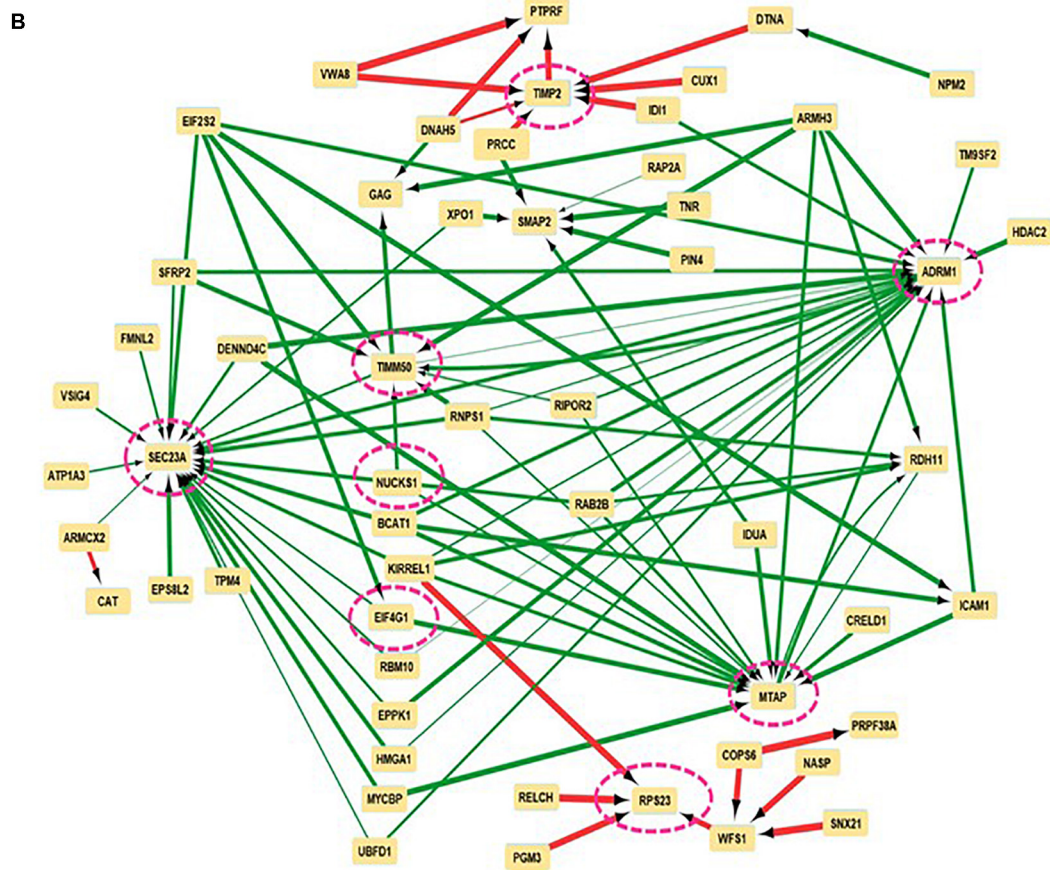 B
PTPRF
DTNA
VWA8
CUX1
NPM2
TIMP2
IDI1
EIF2S2
ARMH3
DNAH5
PRCC
TM9SF2
RAP2A
GAG
TNR
XPO1
SMAP2
HDAC2
PIN4
SFRP2
ADRM1
FMNL2
DENND4C
TIMM50
VSIG4
RIPOR2
RNPS1
SEC23A
RDH11
ATP1A3
NUCKS1
RAB2B
BCAT1
IDUA
ARMCX2
KIRREL1
EPS8L2
TPM4
CAT
ICAM1
EIF4G1
CRELD1
RBM10
MTAP
EPPK1
PRPF38A
HMGA1
COPS6
NASP
MYCBP
RELCH
RPS23
SNX21
WFS1
UBFD1
PGM3